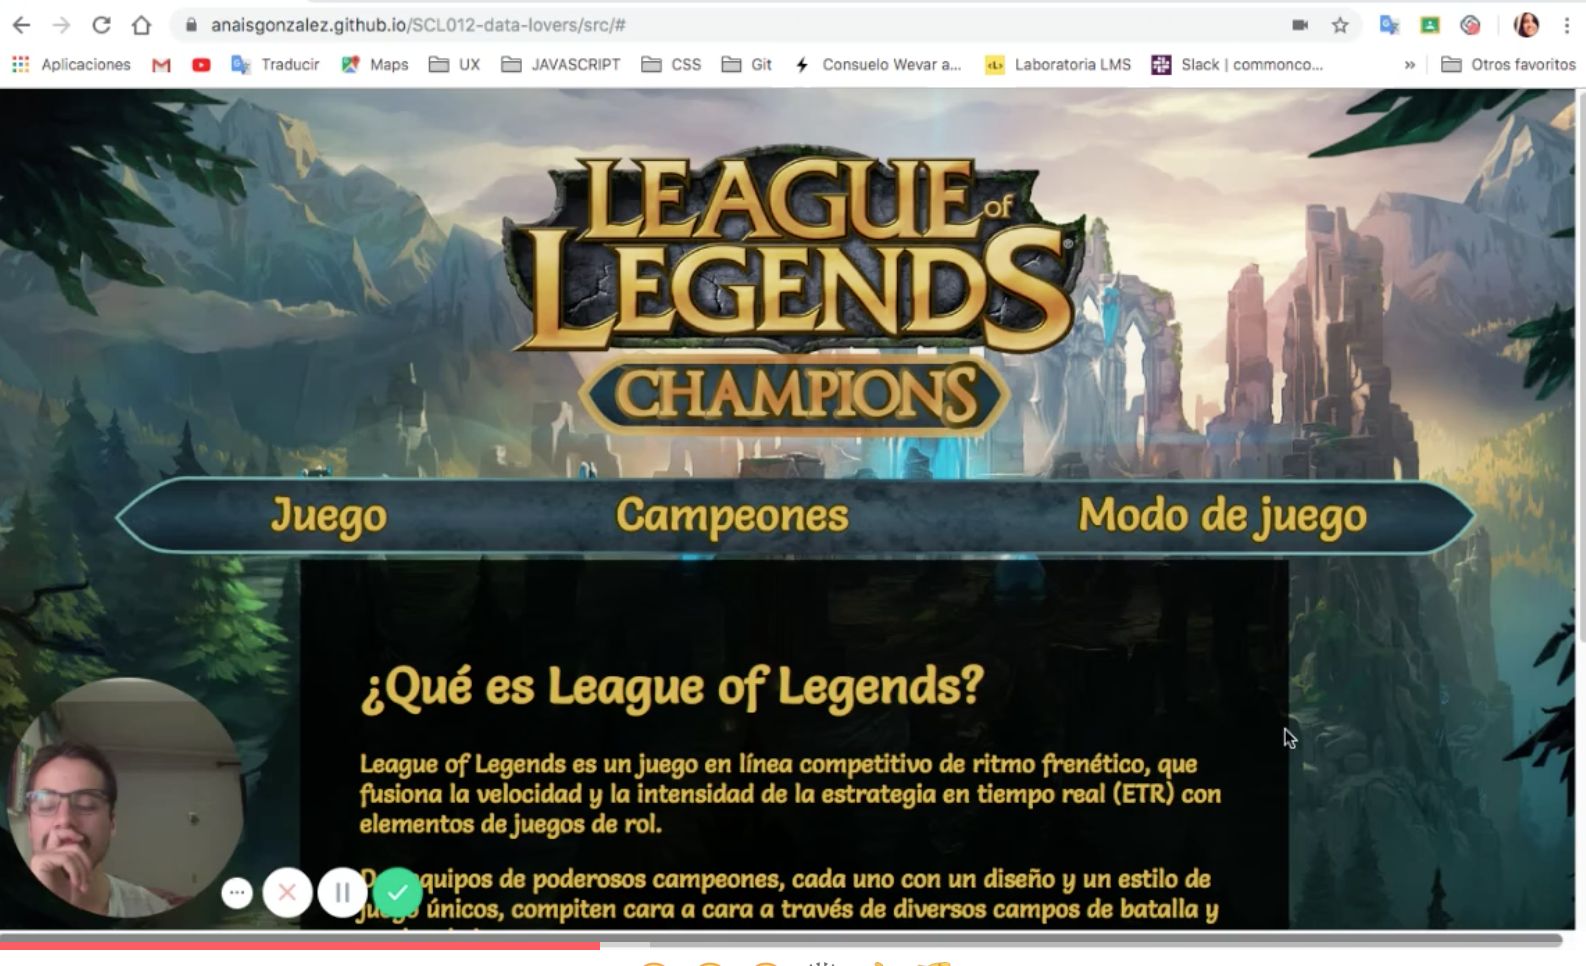 anaisgonzalez.github.io/SCL012-data-lovers/src/#
Aplicaciones
Traducir
Maps
UX
JAVASCRIPT
CSS
Git
Consuelo Wevar a...
<L>
Laboratoria LMS
Slack | commonco...
»
Otros favoritos
LEAGUE of
LEGENDS®
CHAMPIONS
Juego
Campeones
Modo de juego
¿Qué es League of Legends?
League of Legends es un juego en línea competitivo de ritmo frenético, que
fusiona la velocidad y la intensidad de la estrategia en tiempo real (ETR) con
elementos de juegos de rol.
quipos de poderosos campeones, cada uno con un diseño y un estilo de
únicos, compiten cara a cara a través de diversos campos de batalla y